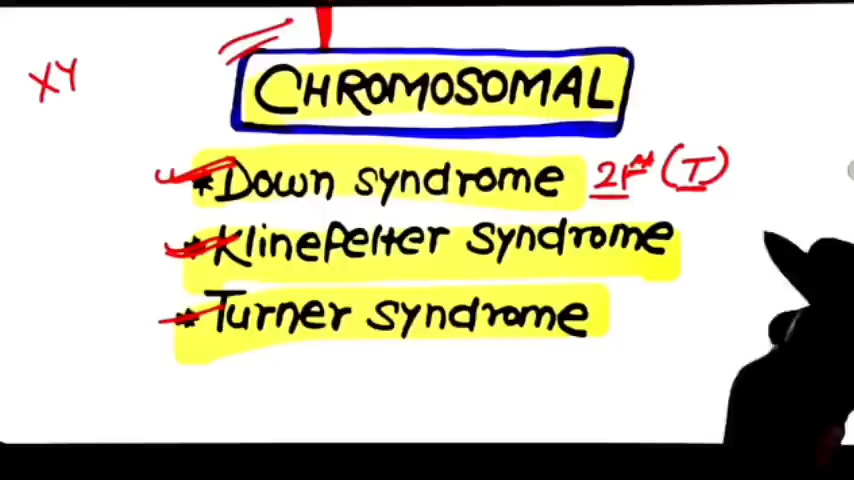 XY
CHROMOSOMAL
*Down syndrome 21st (T)
*Klinefelter syndrome
*Turner syndrome